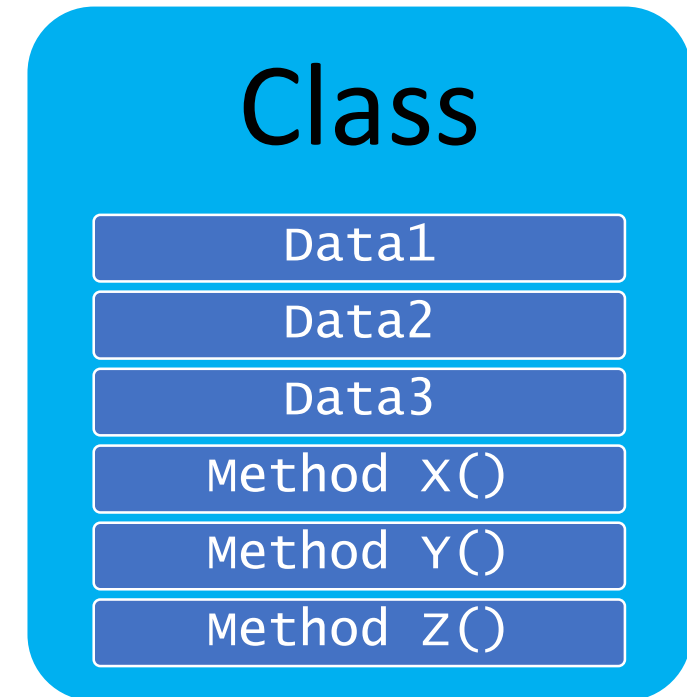 Class
Data1
Data2
Data3
Method X()
Method Y()
Method Z()